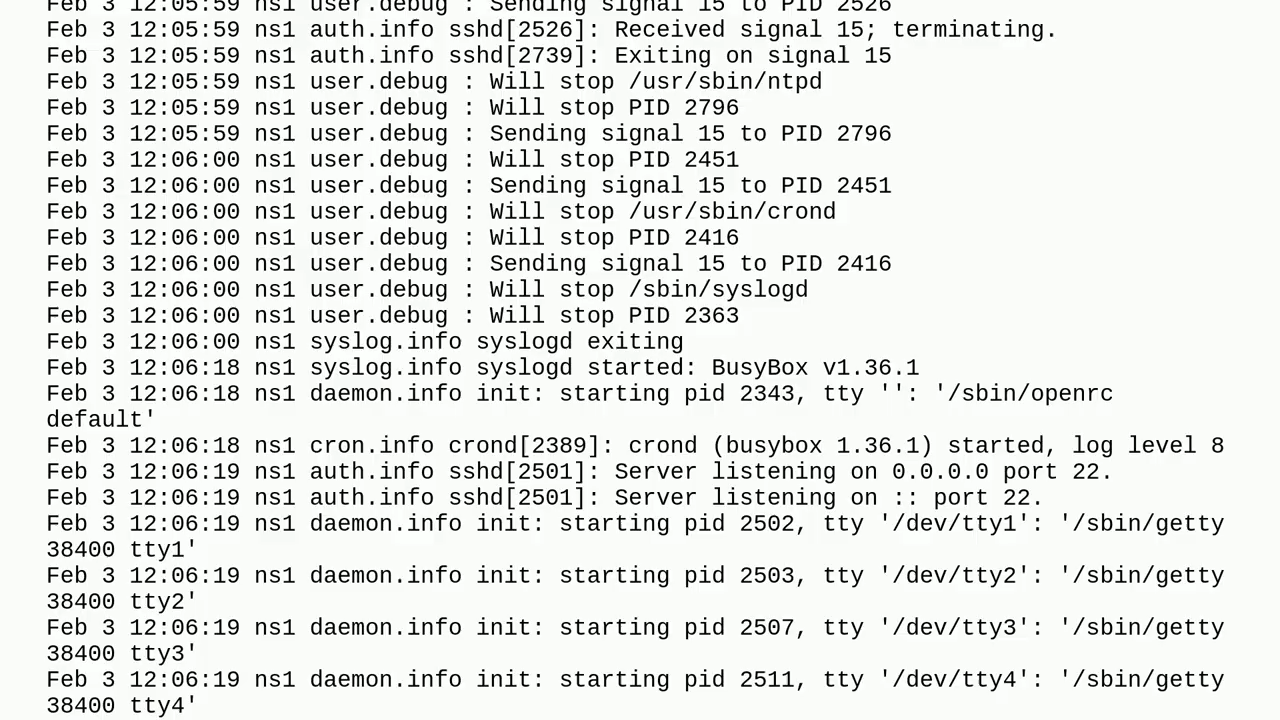 Feb 3 12:05:59 ns1 user.debug : Sending signal 15 to PID 2526
Feb 3 12:05:59 ns1 auth.info sshd[2526]: Received signal 15; terminating.
Feb 3 12:05:59 ns1 auth.info sshd[2739]: Exiting on signal 15
Feb 3 12:05:59 ns1 user.debug : Will stop /usr/sbin/ntpd
Feb 3 12:05:59 ns1 user.debug : Will stop PID 2796
Feb 3 12:05:59 ns1 user.debug : Sending signal 15 to PID 2796
Feb 3 12:06:00 ns1 user.debug : Will stop PID 2451
Feb 3 12:06:00 ns1 user.debug : Sending signal 15 to PID 2451
Feb 3 12:06:00 ns1 user.debug : Will stop /usr/sbin/crond
Feb 3 12:06:00 ns1 user.debug : Will stop PID 2416
Feb 3 12:06:00 ns1 user.debug : Sending signal 15 to PID 2416
Feb 3 12:06:00 ns1 user.debug : Will stop /sbin/syslogd
Feb 3 12:06:00 ns1 user.debug : Will stop PID 2363
Feb 3 12:06:00 ns1 syslog.info syslogd exiting
Feb 3 12:06:18 ns1 syslog.info syslogd started: BusyBox v1.36.1
Feb 3 12:06:18 ns1 daemon.info init: starting pid 2343, tty '': '/sbin/openrc
default'
Feb 3 12:06:18 ns1 cron.info crond[2389]: crond (busybox 1.36.1) started, log level 8
Feb 3 12:06:19 ns1 auth.info sshd[2501]: Server listening on 0.0.0.0 port 22.
Feb 3 12:06:19 ns1 auth.info sshd[2501]: Server listening on :: port 22.
Feb 3 12:06:19 ns1 daemon.info init: starting pid 2502, tty '/dev/tty1': '/sbin/getty
38400 tty1'
Feb 3 12:06:19 ns1 daemon.info init: starting pid 2503, tty '/dev/tty2': '/sbin/getty
38400 tty2'
Feb 3 12:06:19 ns1 daemon.info init: starting pid 2507, tty '/dev/tty3': '/sbin/getty
38400 tty3'
Feb 3 12:06:19 ns1 daemon.info init: starting pid 2511, tty '/dev/tty4': '/sbin/getty
38400 tty4'